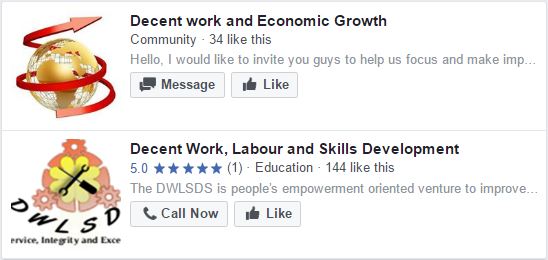 Decent work and Economic Growth
Community · 34 like this
Hello, I would like to invite you guys to help us focus and make imp...
Message Like
Decent Work, Labour and Skills Development
5.0 ★★★★★ (1) · Education · 144 like this
The DWLSDS is people's empowerment oriented venture to improve...
Call Now Like
DWLSD
ervice, Integrity and Exce